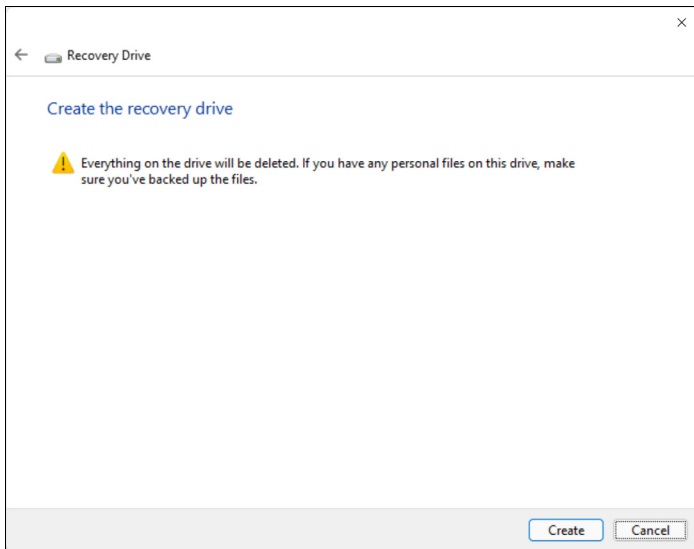 Recovery Drive
Create the recovery drive
Everything on the drive will be deleted. If you have any personal files on this drive, make
sure you've backed up the files.
Create Cancel